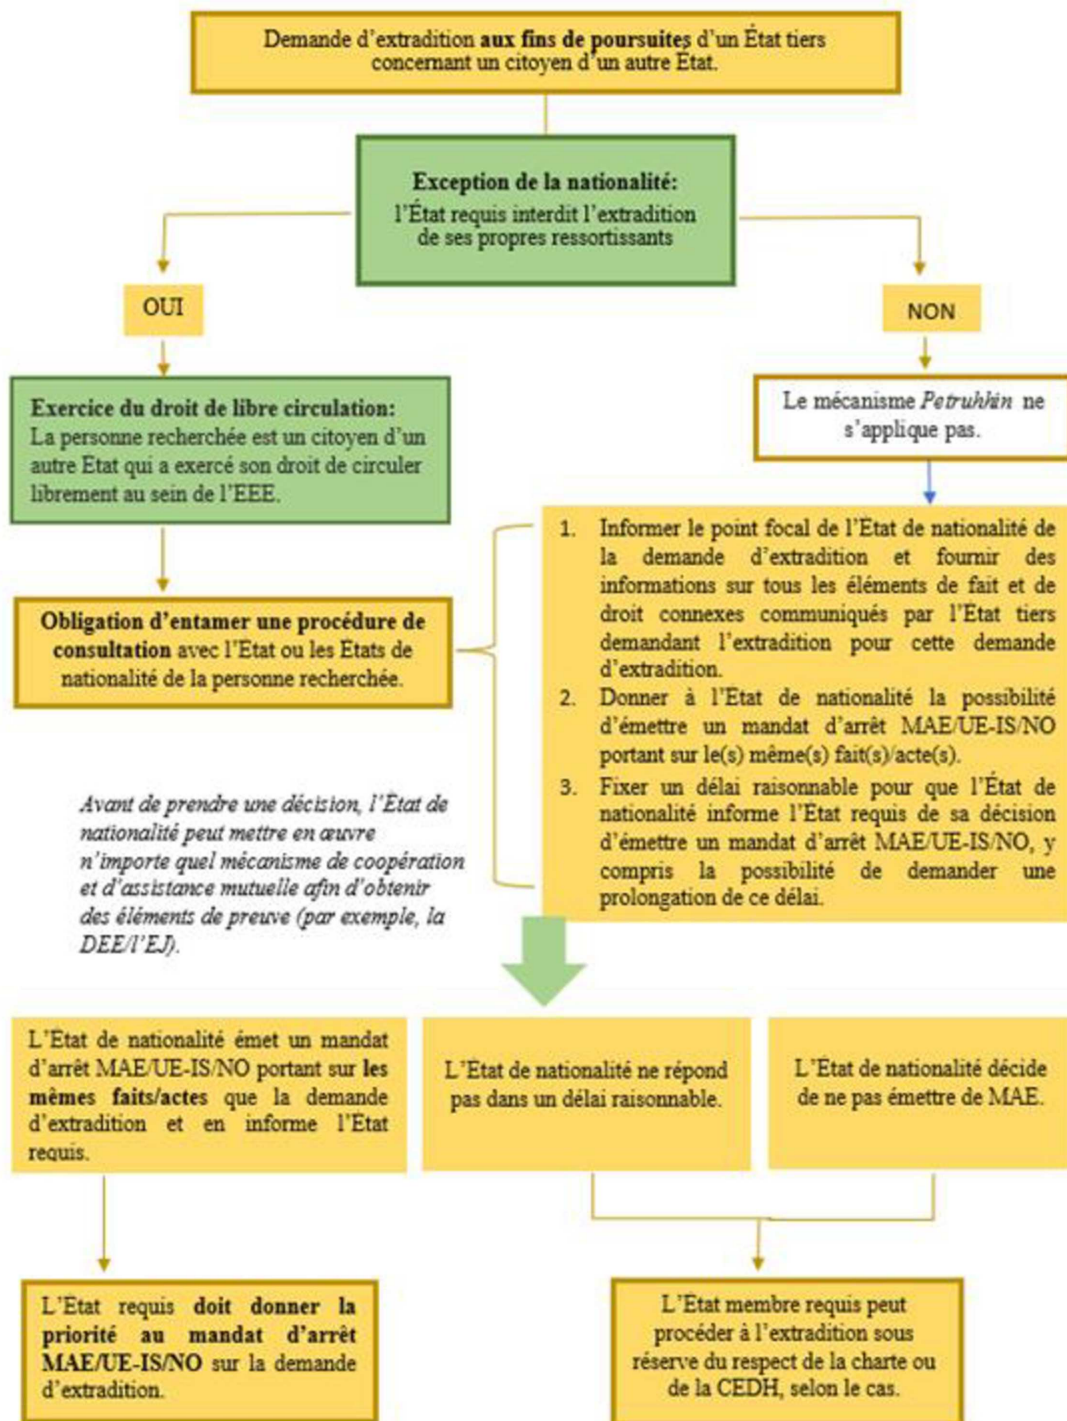 Demande d’extradition aux fins de poursuites d’un État tiers
concernant un citoyen d’un autre État.
Exception de la nationalité:
l’État requis interdit l’extradition
de ses propres ressortissants
OUI
NON
Exercice du droit de libre circulation:
La personne recherchée est un citoyen d’un
autre Etat qui a exercé son droit de circuler
librement au sein de l’EEE.
Le mécanisme Petruhhin ne
s’applique pas.
Obligation d’entamer une procédure de
consultation avec l’État ou les États de
nationalité de la personne recherchée.
1. Informer le point focal de l’État de nationalité de
la demande d’extradition et fournir des
informations sur tous les éléments de fait et de
droit connexes communiqués par l’Etat tiers
demandant l’extradition pour cette demande
d’extradition.
2. Donner à l’Etat de nationalité la possibilité
d’émettre un mandat d’arrêt MAE/UE-IS/NO
portant sur le(s) même(s) fait(s)/acte(s).
3. Fixer un délai raisonnable pour que l’État de
nationalité informe l’État requis de sa décision
d’émettre un mandat d’arrêt MAE/UE-IS/NO, y
compris la possibilité de demander une
prolongation de ce délai.
Avant de prendre une décision, l’État de
nationalité peut mettre en œuvre
n’importe quel mécanisme de coopération
et d’assistance mutuelle afin d’obtenir
des éléments de preuve (par exemple, la
DEE/l’EJ).
L’État de nationalité émet un mandat
d’arrêt MAE/UE-IS/NO portant sur les
mêmes faits/actes que la demande
d’extradition et en informe l’État
requis.
L’État de nationalité ne répond
pas dans un délai raisonnable.
L’État de nationalité décide
de ne pas émettre de MAE.
L’État requis doit donner la
priorité au mandat d’arrêt
MAE/UE-IS/NO sur la demande
d’extradition.
L’État membre requis peut
procéder à l’extradition sous
réserve du respect de la charte ou
de la CEDH, selon le cas.